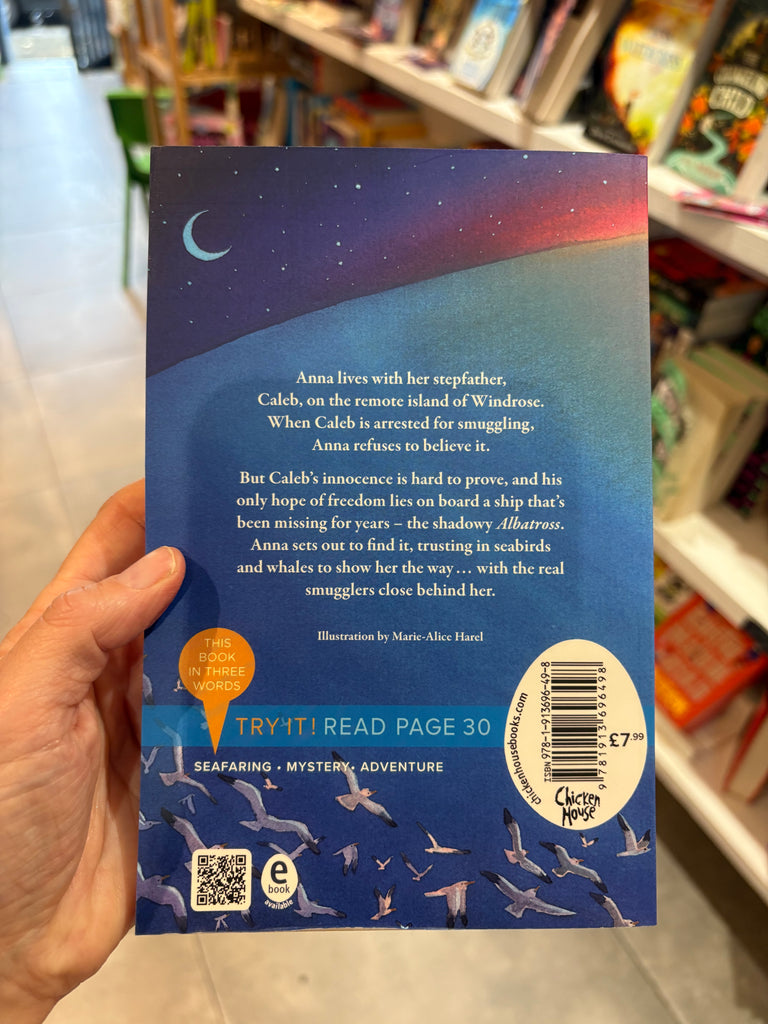 Anna lives with her stepfather,
Caleb, on the remote island of Windrose.
When Caleb is arrested for smuggling,
Anna refuses to believe it.
But Caleb's innocence is hard to prove, and his
only hope of freedom lies on board a ship that's
been missing for years – the shadowy Albatross.
Anna sets out to find it, trusting in seabirds
and whales to show her the way... with the real
smugglers close behind her.
Illustration by Marie-Alice Harel
THIS
BOOK
IN THREE
WORDS
TRY IT! READ PAGE 30
SEAFARING • MYSTERY • ADVENTURE
chickenhousebooks.com
ISBN 978-1-913696-49-8
9 781913 696498
£7.99
Chicken
House
e
book
available